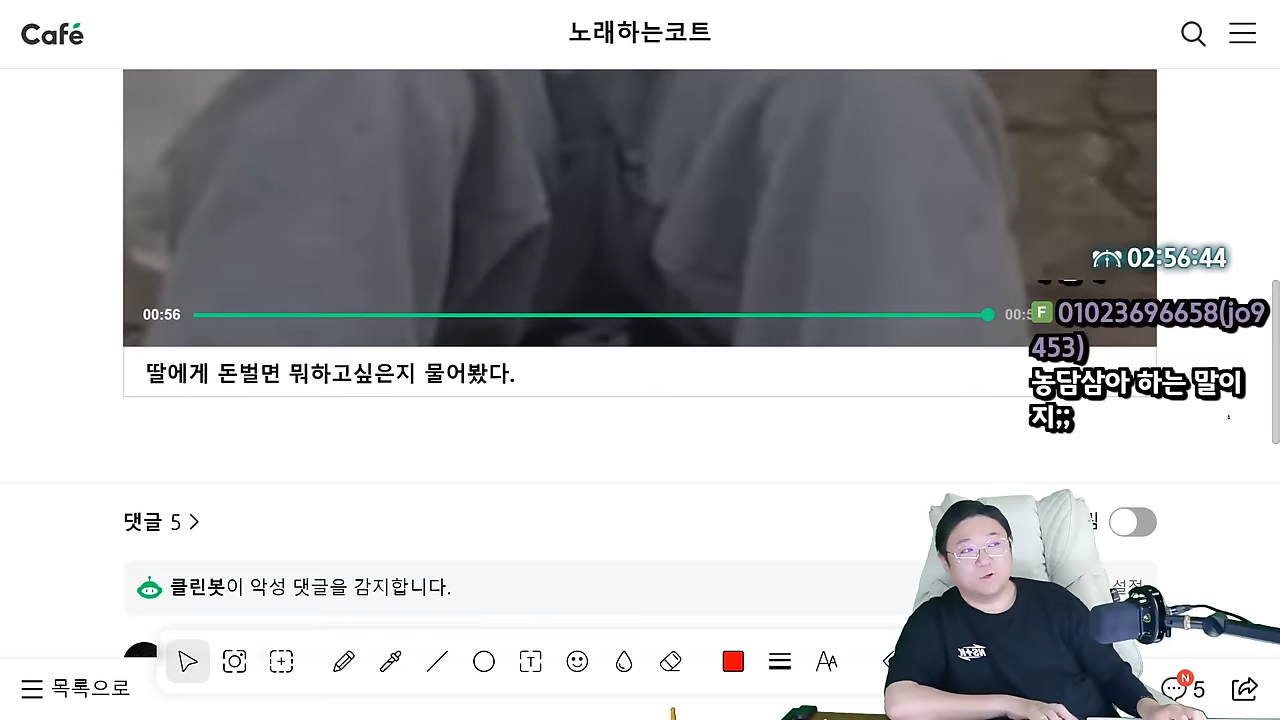 Café
노래하는코트
02:56:44
00:56
F 01023696658(jo9
453)
농담삼아 하는 말이
지;;
딸에게 돈벌면 뭐하고싶은지 물어봤다.
댓글 5
클린봇이 악성 댓글을 감지합니다.
설정
T
AA
목록으로
N
5